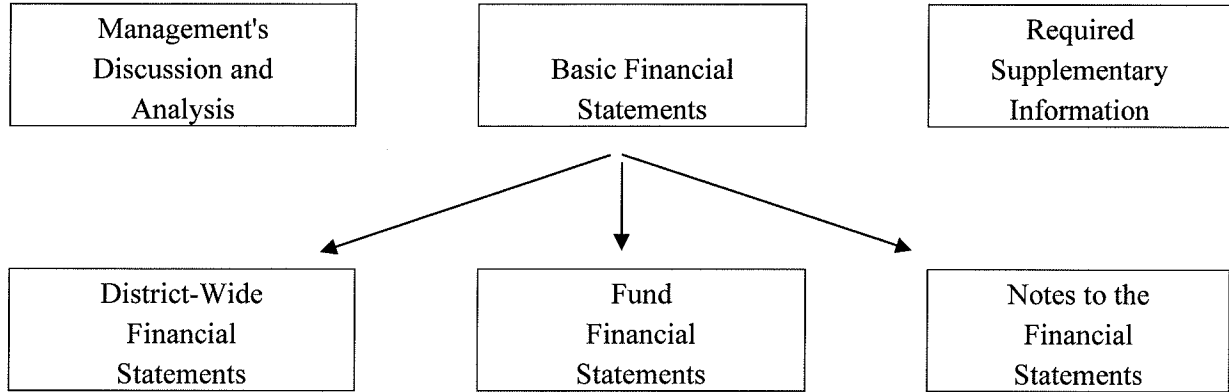 Management's
Discussion and
Analysis
Basic Financial
Statements
Required
Supplementary
Information
District-Wide
Financial
Statements
Fund
Financial
Statements
Notes to the
Financial
Statements